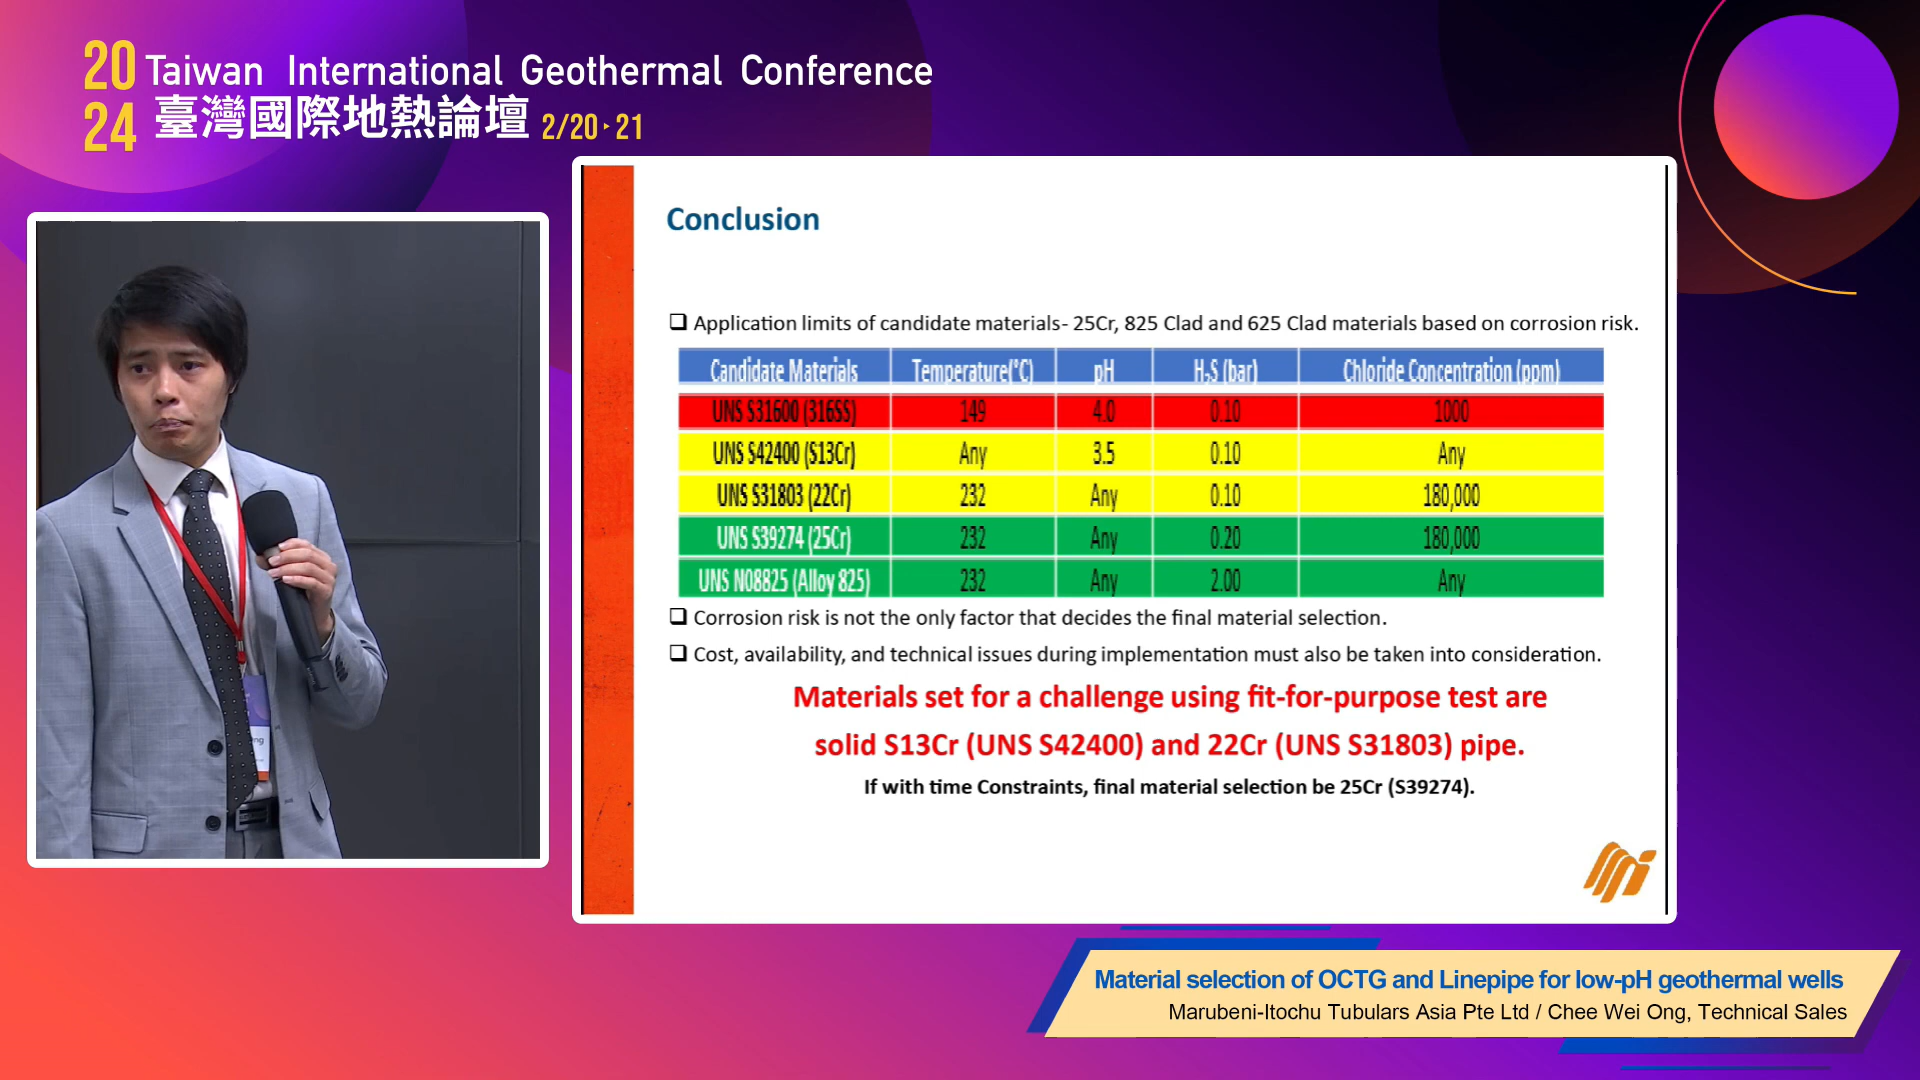 2024 Taiwan International Geothermal Conference
臺灣國際地熱論壇 2/20▸21
Conclusion
❑ Application limits of candidate materials- 25Cr, 825 Clad and 625 Clad materials based on corrosion risk.
Candidate Materials Temperature(°C) pH H₂S (bar) Chloride Concentration (ppm)
UNS S31600 (316SS) 149 4.0 0.10 1000
UNS S42400 (S13Cr) Any 3.5 0.10 Any
UNS S31803 (22Cr) 232 Any 0.10 180,000
UNS S39274 (25Cr) 232 Any 0.20 180,000
UNS N08825 (Alloy 825) 232 Any 2.00 Any
❑ Corrosion risk is not the only factor that decides the final material selection.
❑ Cost, availability, and technical issues during implementation must also be taken into consideration.
Materials set for a challenge using fit-for-purpose test are
solid S13Cr (UNS S42400) and 22Cr (UNS S31803) pipe.
If with time Constraints, final material selection be 25Cr (S39274).
Material selection of OCTG and Linepipe for low-pH geothermal wells
Marubeni-Itochu Tubulars Asia Pte Ltd / Chee Wei Ong, Technical Sales